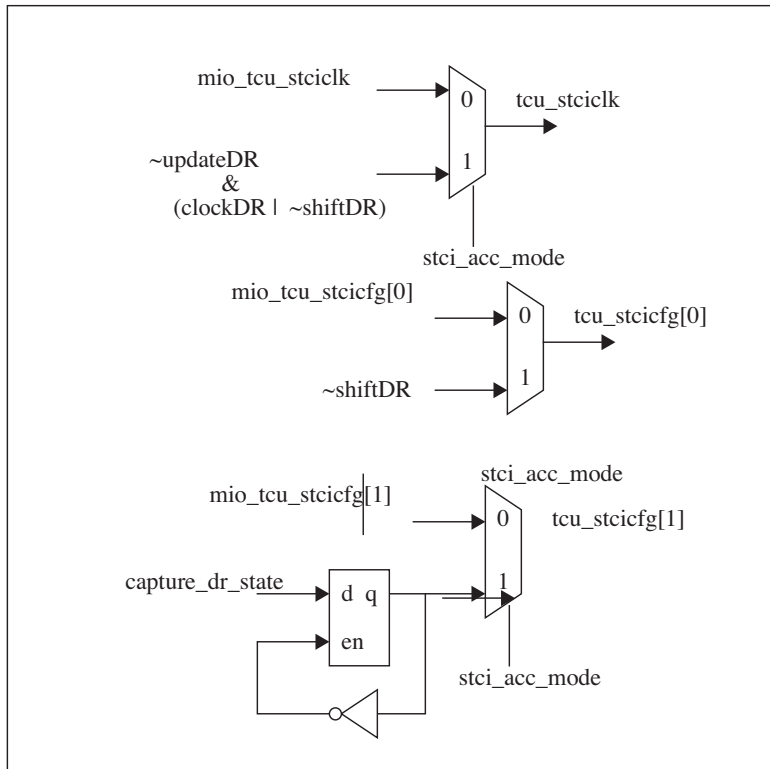 mio_tcu_stciclk
0
tcu_stciclk
~updateDR
&
(clockDR | ~shiftDR)
1
stci_acc_mode
mio_tcu_stcicfg[0]
0
tcu_stcicfg[0]
~shiftDR
1
stci_acc_mode
mio_tcu_stcicfg[1]
0
tcu_stcicfg[1]
capture_dr_state
d q
1
en
stci_acc_mode